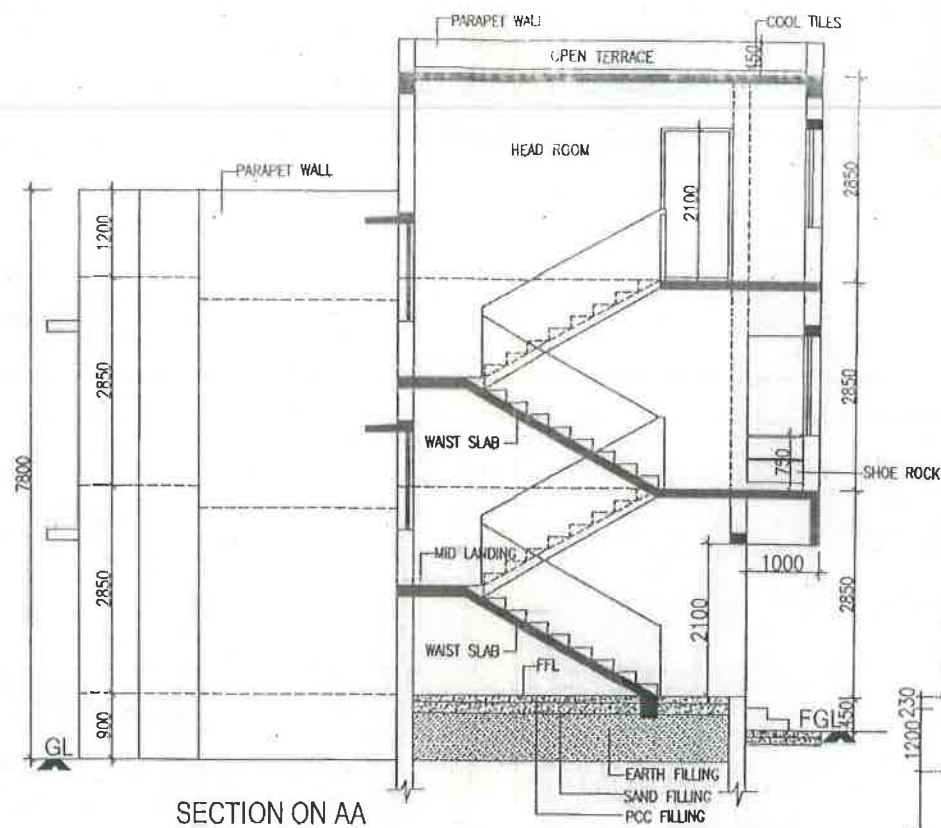 PARAPET WALL
COOL TILES
OPEN TERRACE
150
HEAD ROOM
PARAPET WALL
2100
2850
1200
2850
2850
WAIST SLAB
750
SHOE ROCK
7800
MID LANDING
1000
2850
2100
2850
WAIST SLAB
FFL
900
GL
450
FGL
230
1200
EARTH FILLING
SAND FILLING
PCC FILLING
SECTION ON AA